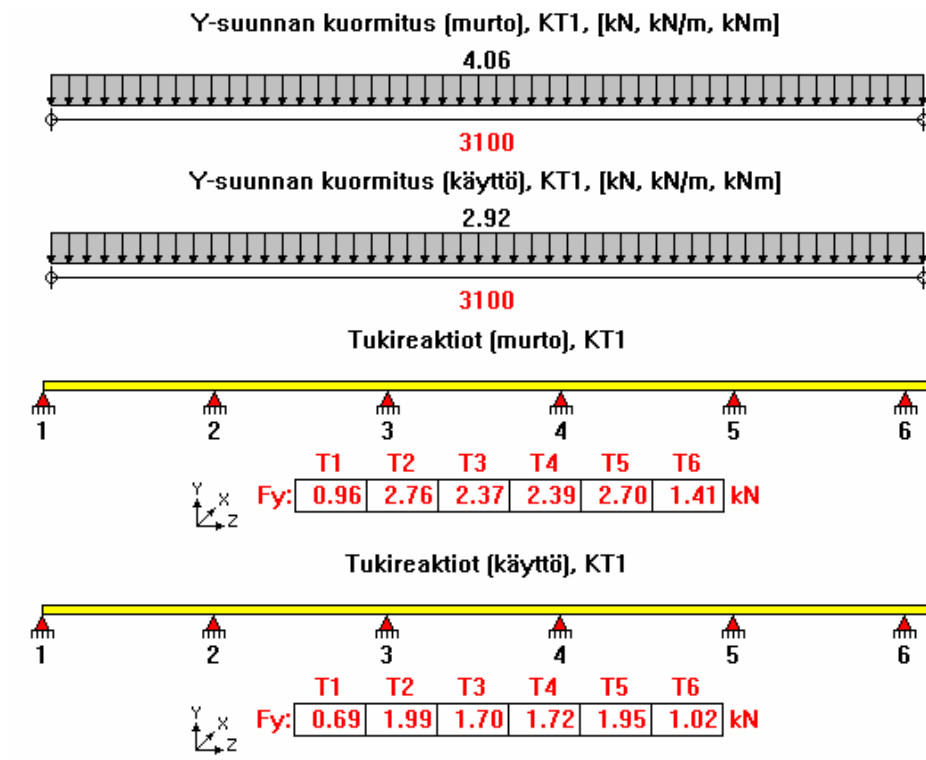 Y-suunnan kuormitus (murto), KT1, [kN, kN/m, kNm]
4.06
3100
Y-suunnan kuormitus (käyttö), KT1, [kN, kN/m, kNm]
2.92
3100
Tukireaktiot (murto), KT1
1 2 3 4 5 6
T1 T2 T3 T4 T5 T6
Y X Z Fy: 0.96 2.76 2.37 2.39 2.70 1.41 kN
Tukireaktiot (käyttö), KT1
1 2 3 4 5 6
T1 T2 T3 T4 T5 T6
Y X Z Fy: 0.69 1.99 1.70 1.72 1.95 1.02 kN